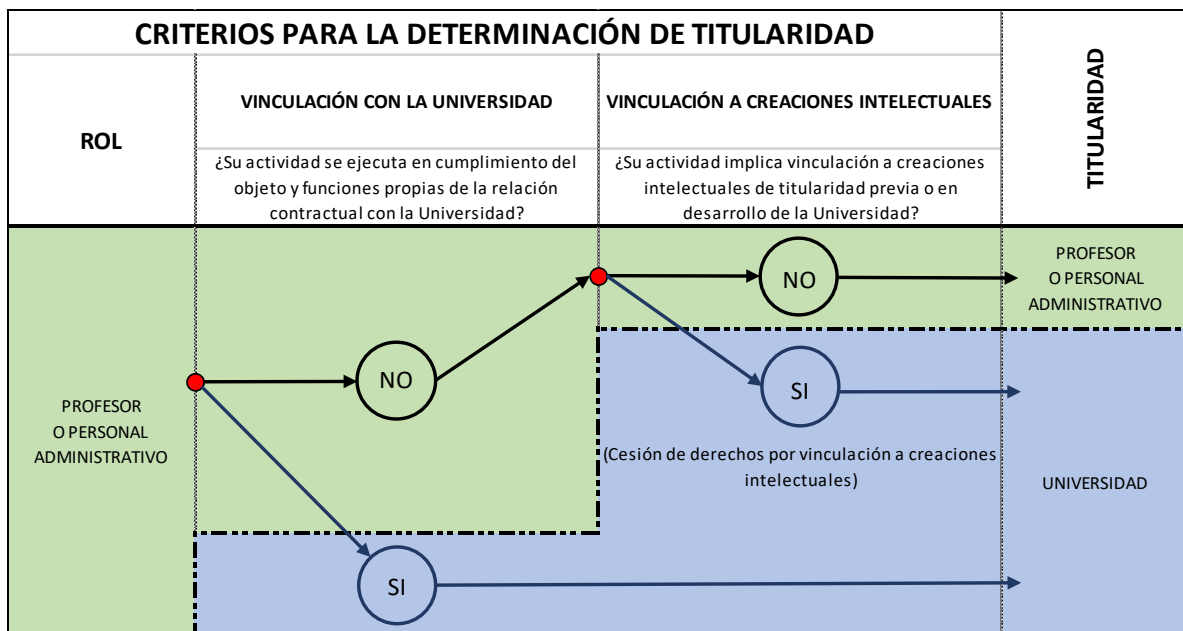 CRITERIOS PARA LA DETERMINACIÓN DE TITULARIDAD
TITULARIDAD
ROL
VINCULACIÓN CON LA UNIVERSIDAD
VINCULACIÓN A CREACIONES INTELECTUALES
¿Su actividad se ejecuta en cumplimiento del
objeto y funciones propias de la relación
contractual con la Universidad?
¿Su actividad implica vinculación a creaciones
intelectuales de titularidad previa o en
desarrollo de la Universidad?
PROFESOR
O PERSONAL
ADMINISTRATIVO
NO
SI
NO
SI
(Cesión de derechos por vinculación a creaciones
intelectuales)
PROFESOR
O PERSONAL
ADMINISTRATIVO
UNIVERSIDAD